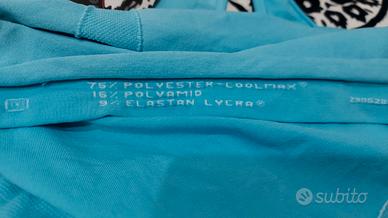 75% POLYESTER-COOLMAX®
16% POLYAMID
9% ELASTAN LYCRA®
subito